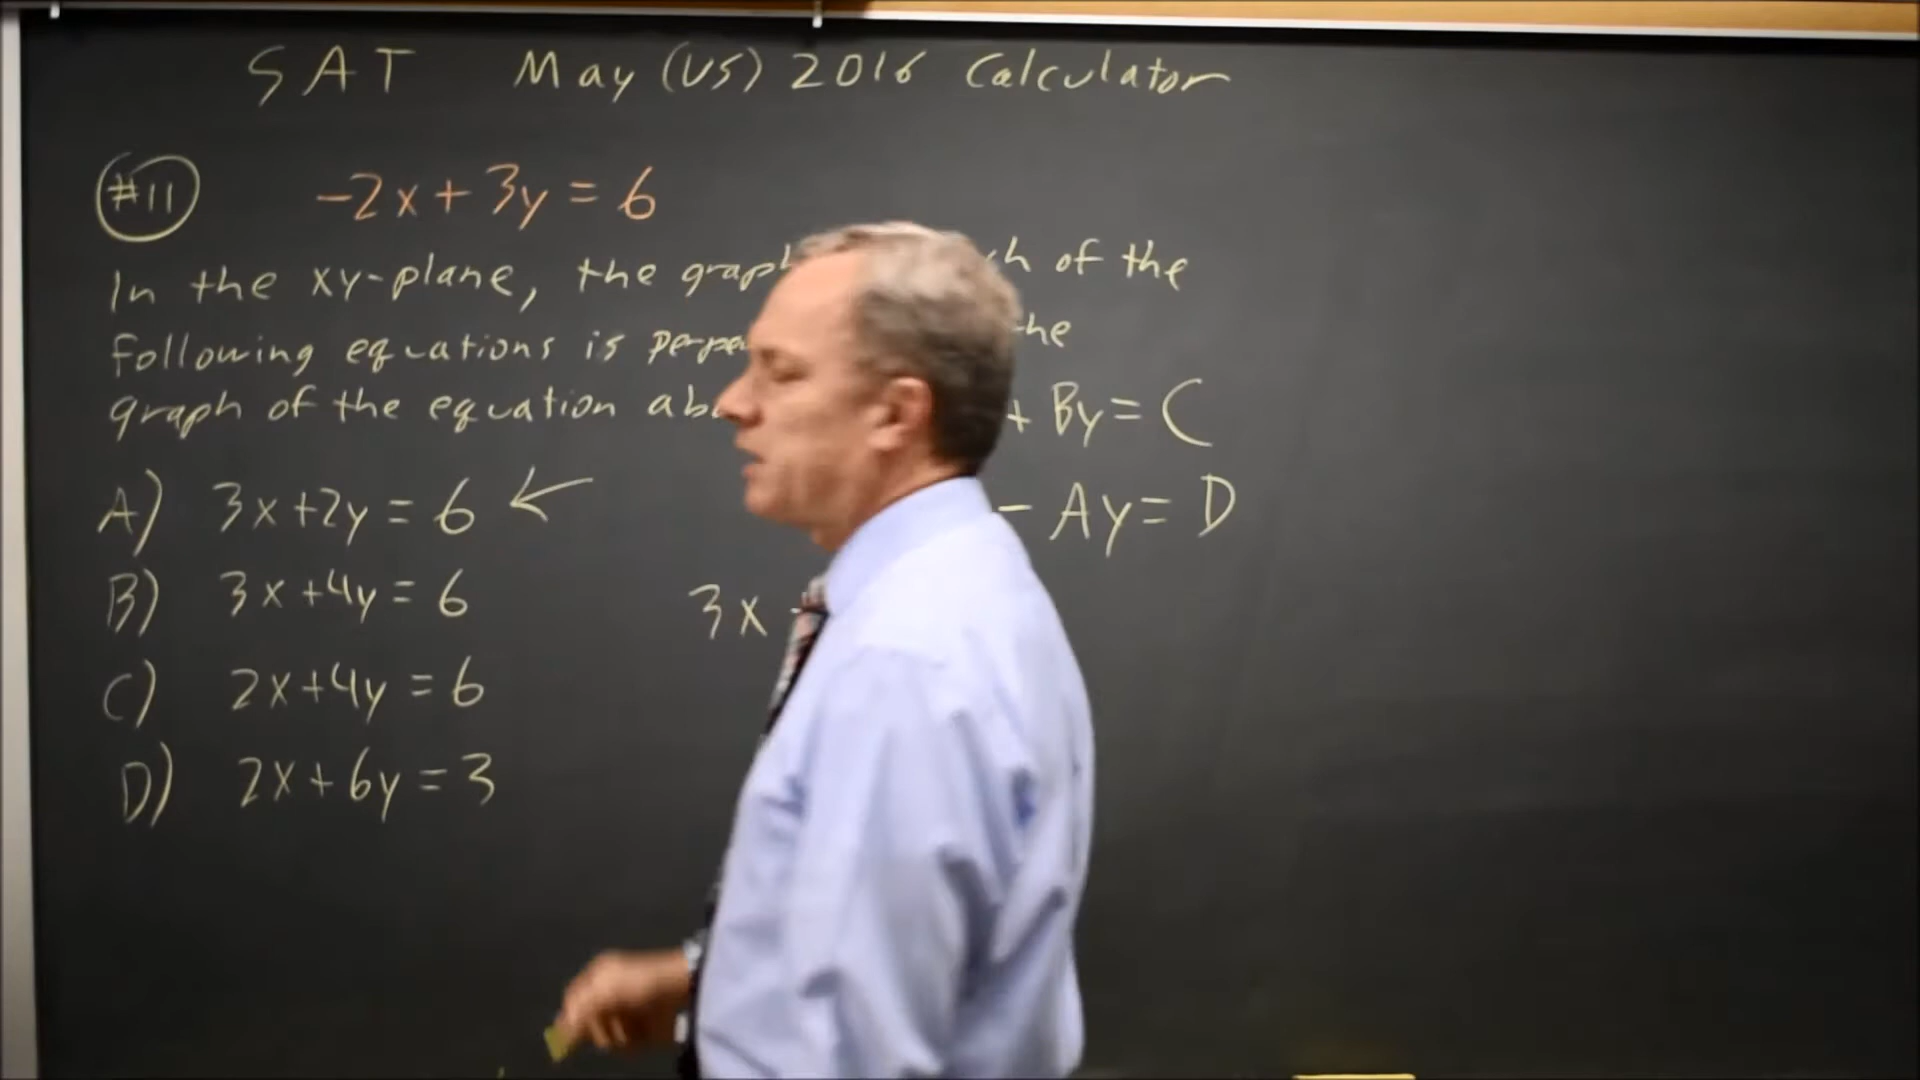 SAT May (US) 2016 Calculator
#11 -2x + 3y = 6
In the xy-plane, the graph of the
following equations is the
graph of the equation
+ By = C
A) 3x + 2y = 6 ←
- Ay = D
B) 3x + 4y = 6
3x
C) 2x + 4y = 6
D) 2x + 6y = 3